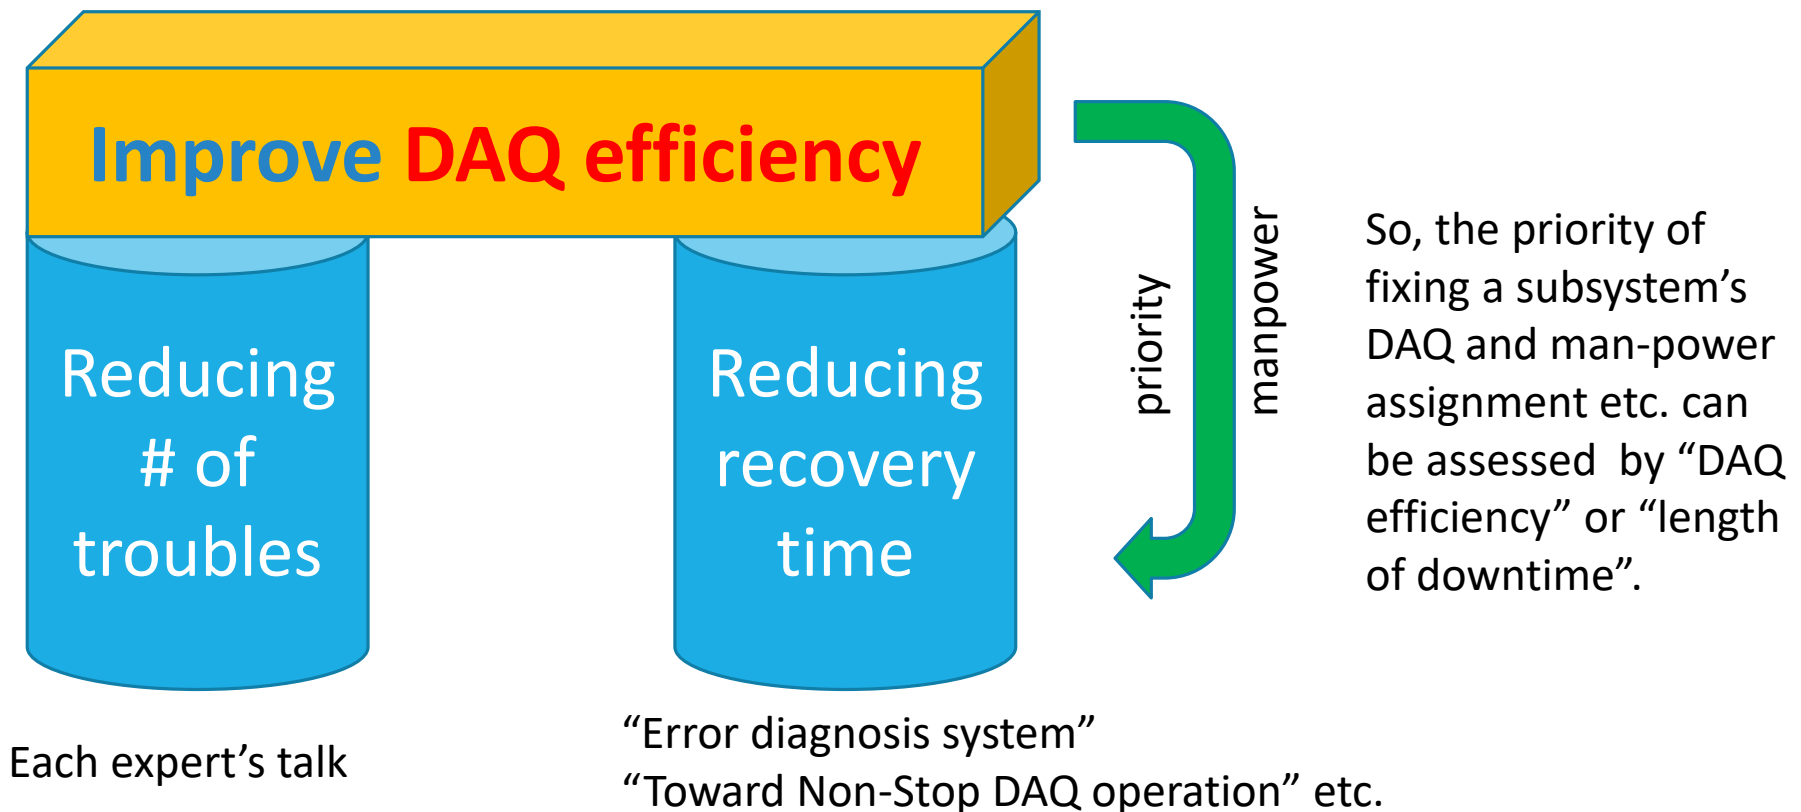 Improve DAQ efficiency
Reducing
# of
troubles
Reducing
recovery
time
priority
manpower
So, the priority of
fixing a subsystem’s
DAQ and man-power
assignment etc. can
be assessed  by “DAQ
efficiency” or “length
of downtime”.
Each expert’s talk
“Error diagnosis system”
“Toward Non-Stop DAQ operation” etc.